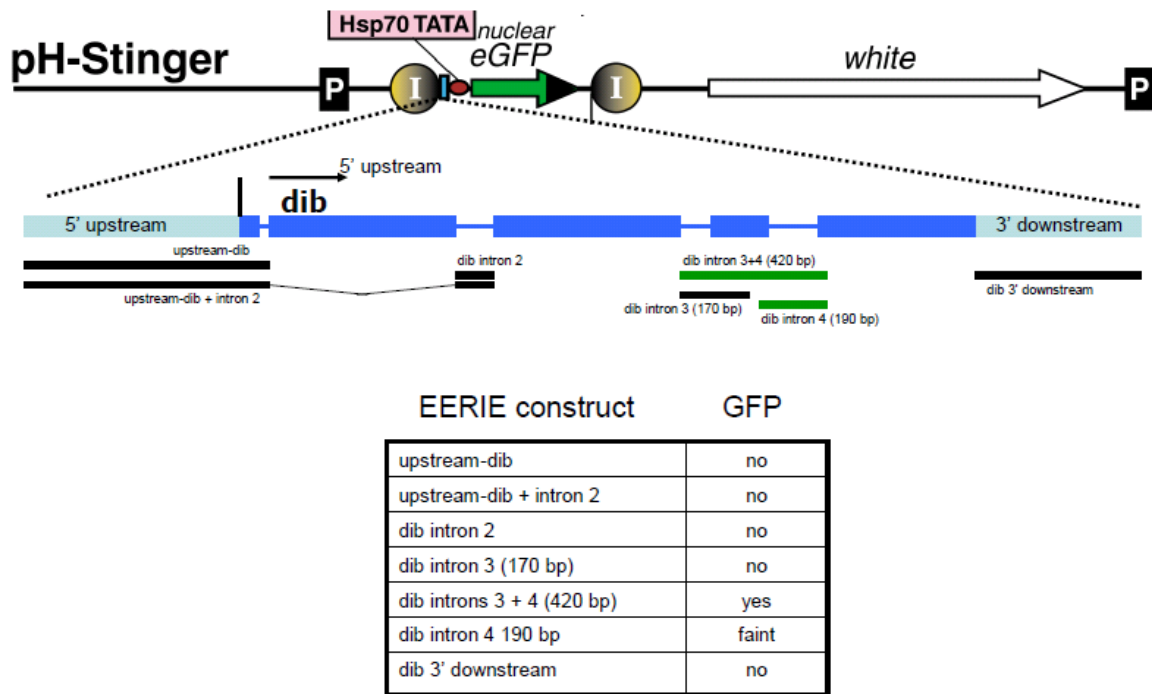 Hsp70 TATA
nuclear
eGFP
pH-Stinger
white
P
I
I
P
5' upstream
dib
5' upstream
3' downstream
upstream-dib
dib intron 2
dib intron 3+4 (420 bp)
upstream-dib + intron 2
dib intron 3 (170 bp)
dib intron 4 (190 bp)
dib 3' downstream
EERIE construct GFP
upstream-dib no
upstream-dib + intron 2 no
dib intron 2 no
dib intron 3 (170 bp) no
dib introns 3 + 4 (420 bp) yes
dib intron 4 190 bp faint
dib 3' downstream no